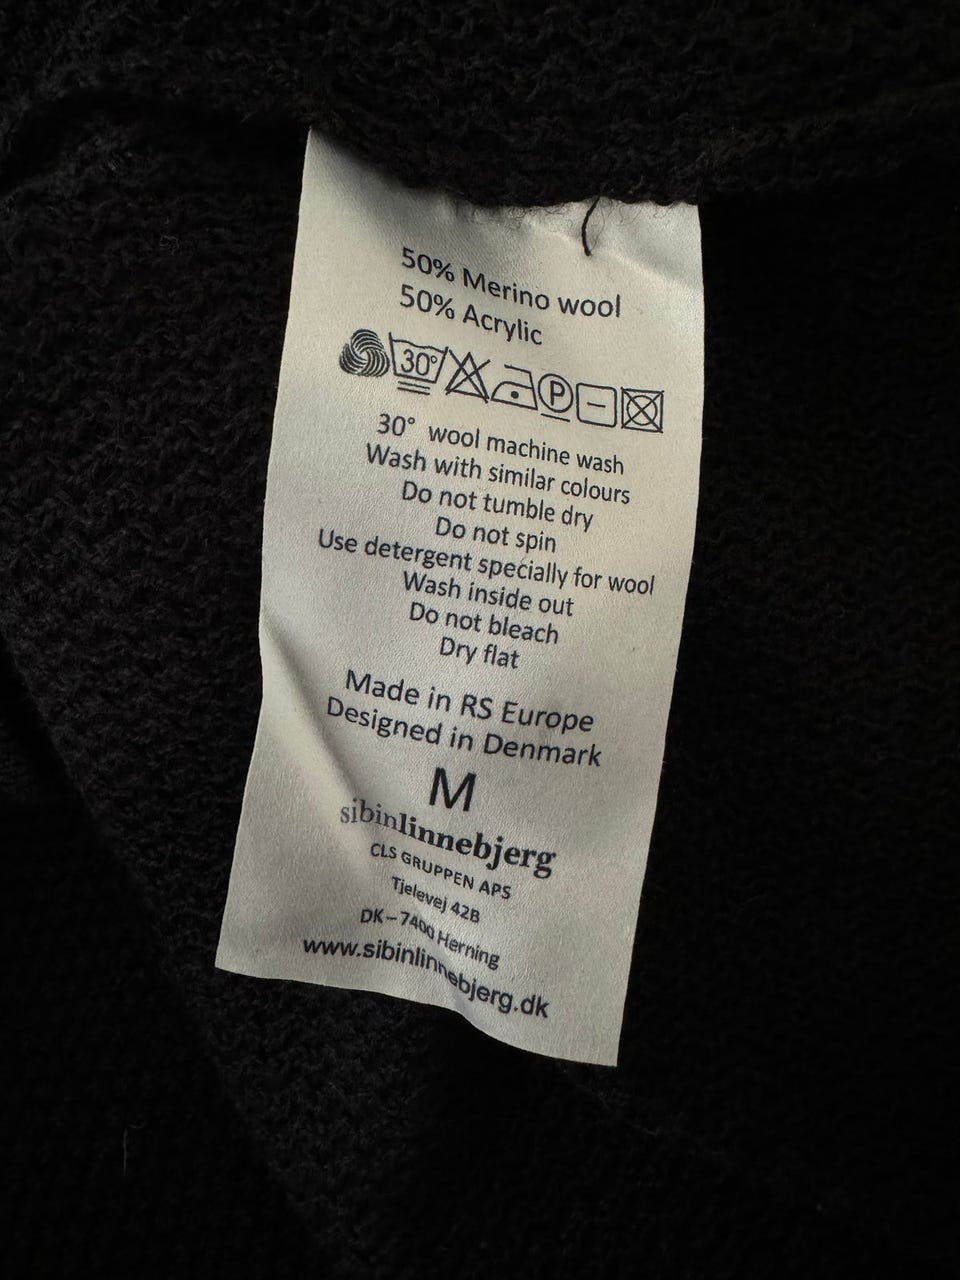 50% Merino wool
50% Acrylic
30° P
30° wool machine wash
Wash with similar colours
Do not tumble dry
Do not spin
Use detergent specially for wool
Wash inside out
Do not bleach
Dry flat
Made in RS Europe
Designed in Denmark
M
sibinlinnebjerg
CLS GRUPPEN APS
Tjelevej 42B
DK-7400 Herning
www.sibinlinnebjerg.dk